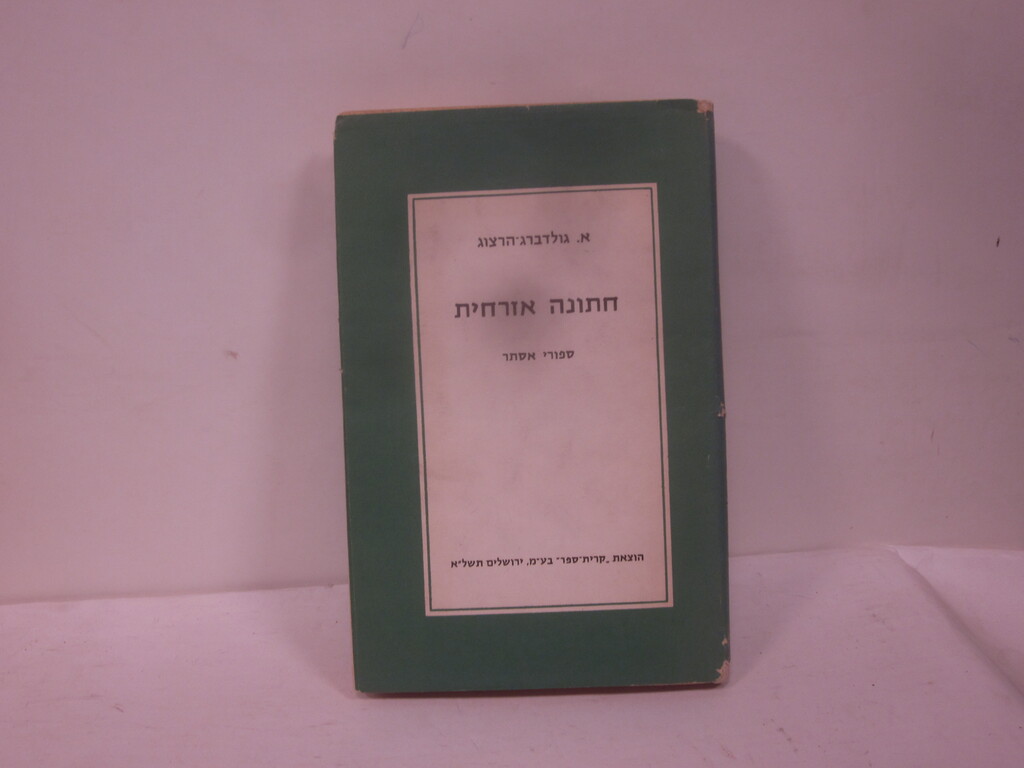 א. גולדברג־הרצוג
חתונה אזרחית
ספורי אסתר
הוצאת „קרית־ספר” בע״מ, ירושלים תשל״א